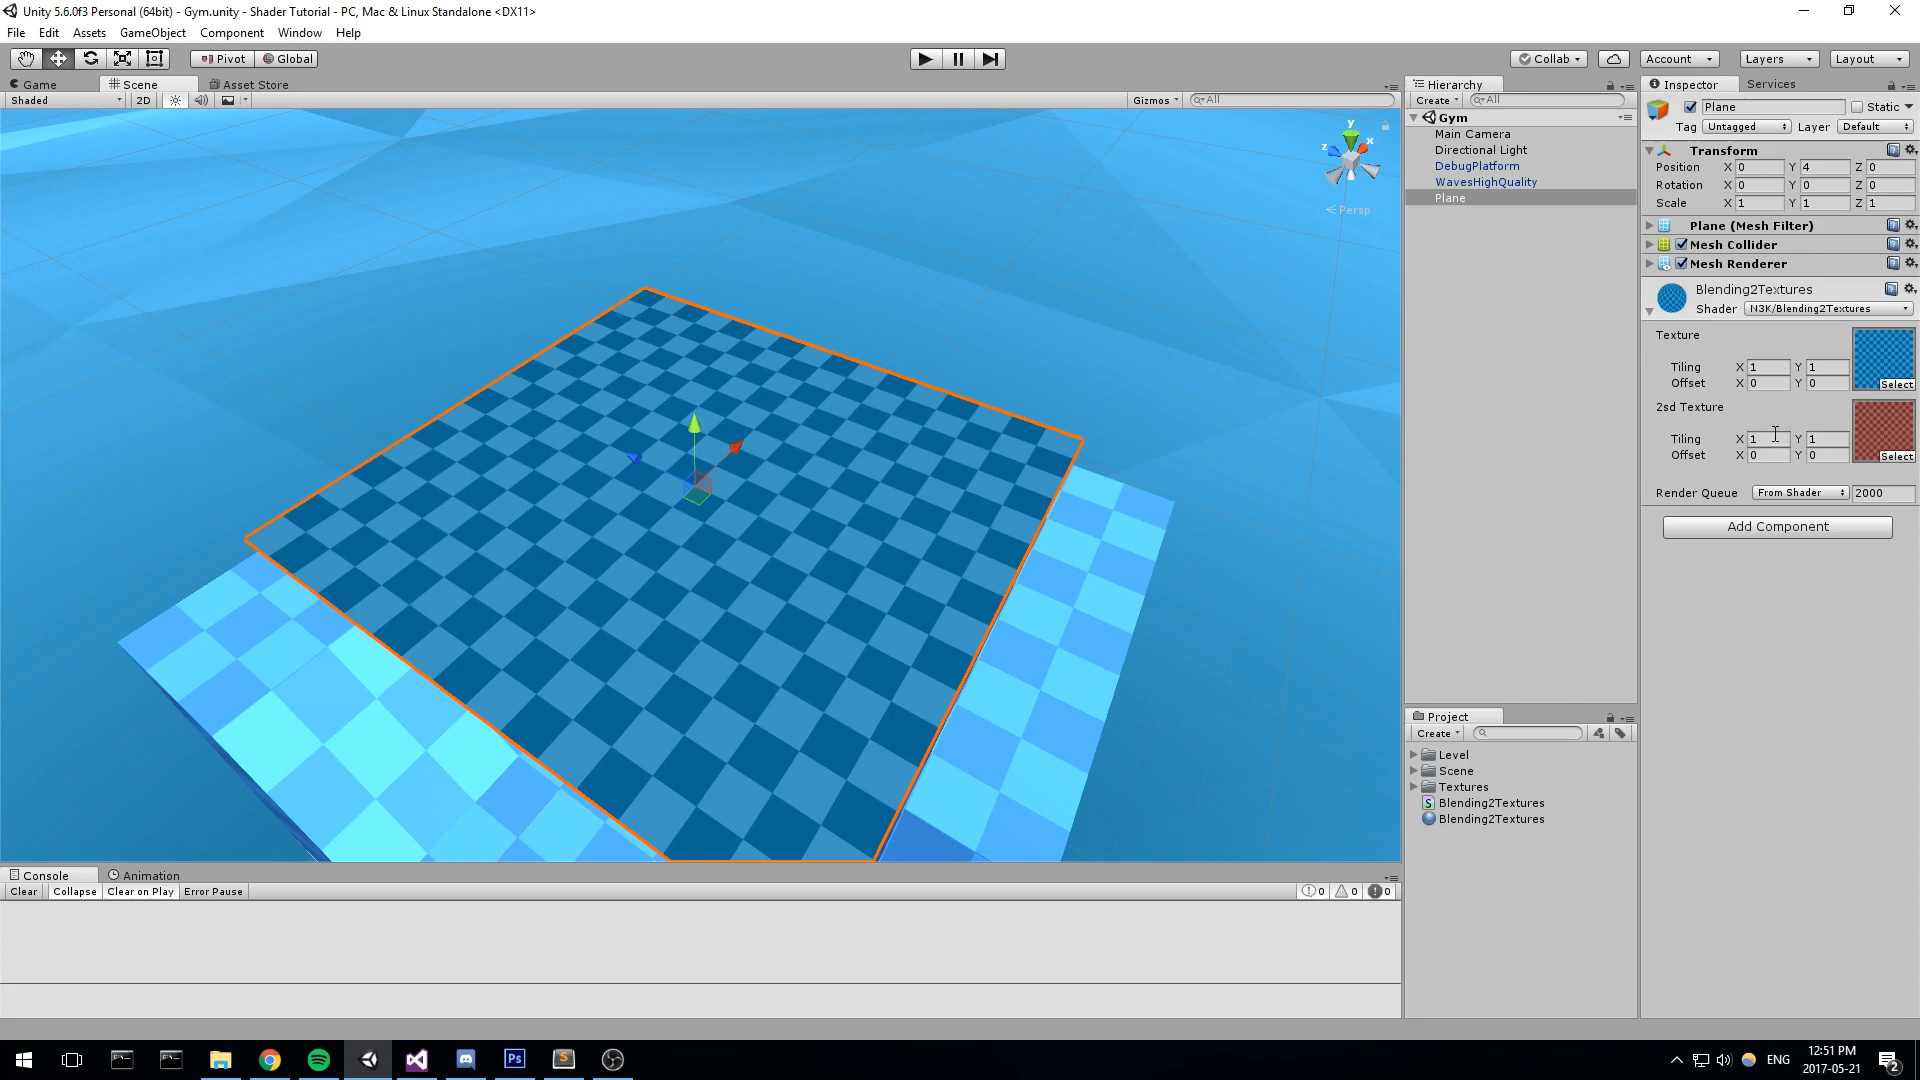 Unity 5.6.0f3 Personal (64bit) - Gym.unity - Shader Tutorial - PC, Mac & Linux Standalone <DX11>
File Edit Assets GameObject Component Window Help
Pivot Global Collab Account Layers Layout
Game Scene Asset Store
Shaded 2D Gizmos All
y
x
z
Persp
Hierarchy
Create All
Gym
Main Camera
Directional Light
DebugPlatform
WavesHighQuality
Plane
Project
Create
Level
Scene
Textures
Blending2Textures
Blending2Textures
Inspector Services
Plane Static
Tag Untagged Layer Default
Transform
Position X 0 Y 4 Z 0
Rotation X 0 Y 0 Z 0
Scale X 1 Y 1 Z 1
Plane (Mesh Filter)
Mesh Collider
Mesh Renderer
Blending2Textures
Shader N3K/Blending2Textures
Texture
Tiling X 1 Y 1
Offset X 0 Y 0 Select
2sd Texture
Tiling X 1 Y 1
Offset X 0 Y 0 Select
Render Queue From Shader 2000
Add Component
Console Animation
Clear Collapse Clear on Play Error Pause 0 0 0
Ps S ENG 12:51 PM
2017-05-21 2